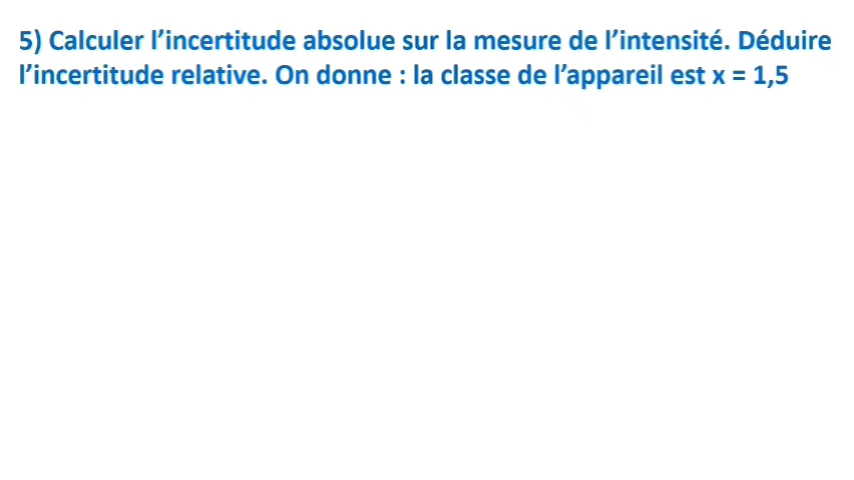 5) Calculer l’incertitude absolue sur la mesure de l’intensité. Déduire
l’incertitude relative. On donne : la classe de l’appareil est x = 1,5